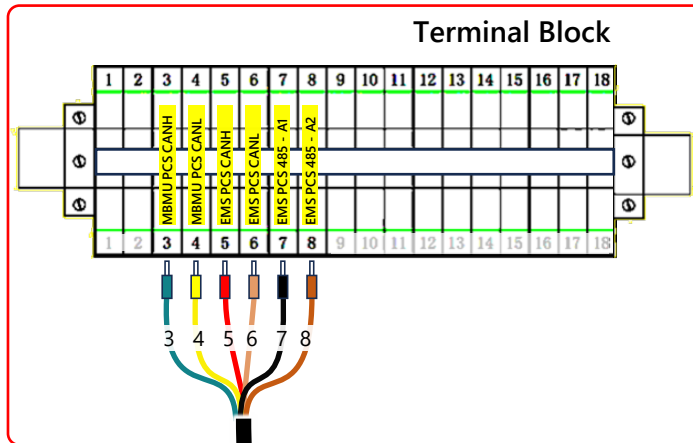 Terminal Block
1 2 3 4 5 6 7 8 9 10 11 12 13 14 15 16 17 18
MBMU PCS CANH
MBMU PCS CANL
EMS PCS CANH
EMS PCS CANL
EMS PCS 485 - A1
EMS PCS 485 - A2
1 2 3 4 5 6 7 8 9 10 11 12 13 14 15 16 17 18
3 4 5 6 7 8